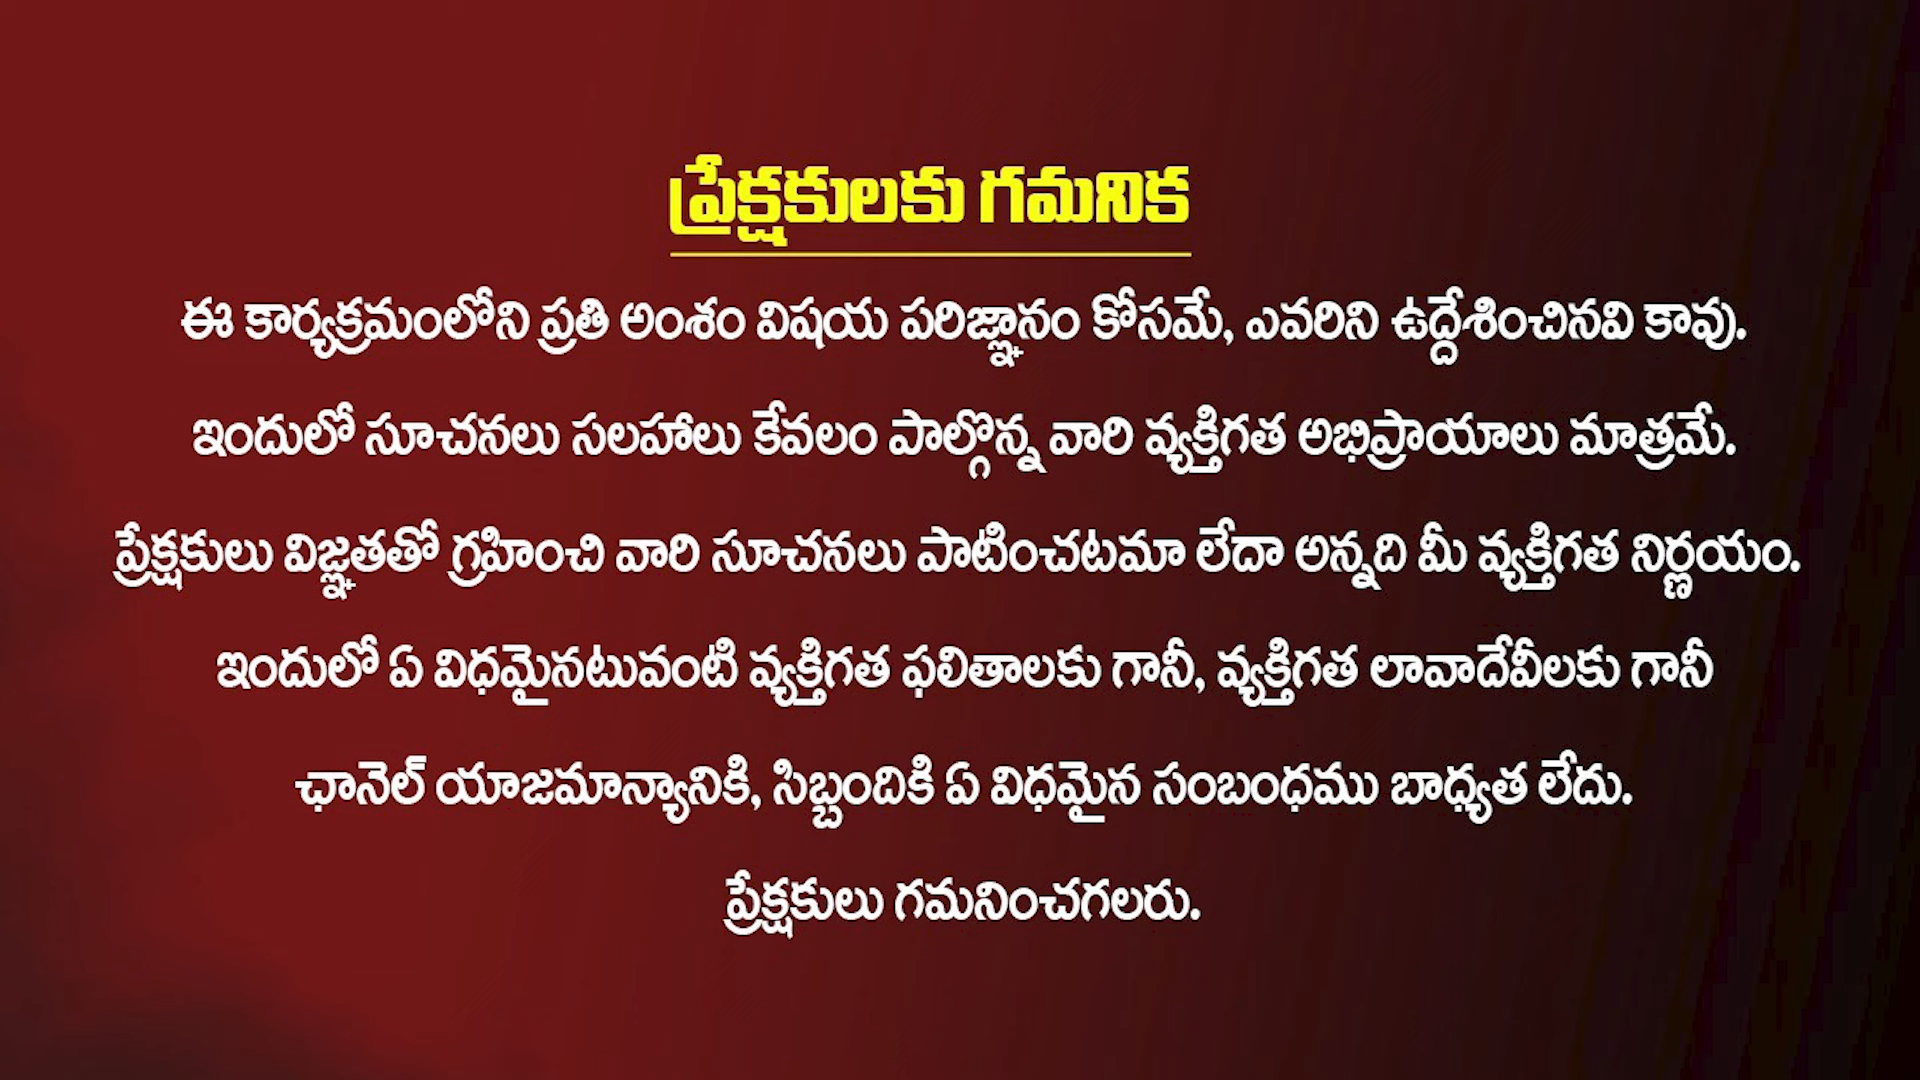 ప్రేక్షకులకు గమనిక
ఈ కార్యక్రమంలోని ప్రతి అంశం విషయ పరిజ్ఞానం కోసమే, ఎవరిని ఉద్దేశించినవి కావు.
ఇందులో సూచనలు సలహాలు కేవలం పాల్గొన్న వారి వ్యక్తిగత అభిప్రాయాలు మాత్రమే.
ప్రేక్షకులు విజ్ఞతతో గ్రహించి వారి సూచనలు పాటించటమా లేదా అన్నది మీ వ్యక్తిగత నిర్ణయం.
ఇందులో ఏ విధమైనటువంటి వ్యక్తిగత ఫలితాలకు గానీ, వ్యక్తిగత లావాదేవీలకు గానీ
ఛానెల్ యాజమాన్యానికి, సిబ్బందికి ఏ విధమైన సంబంధము బాధ్యత లేదు.
ప్రేక్షకులు గమనించగలరు.